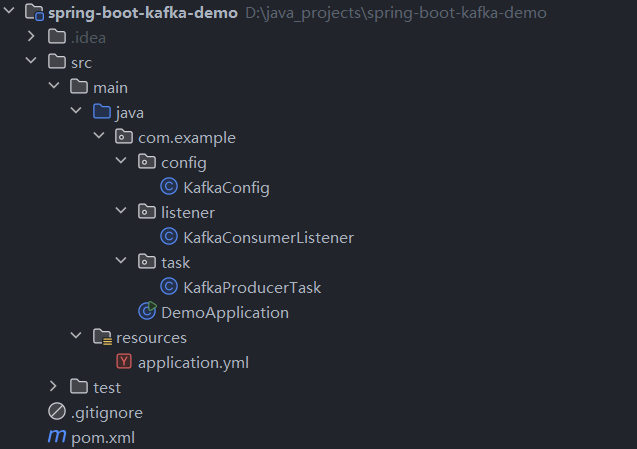 spring-boot-kafka-demo D:\java_projects\spring-boot-kafka-demo
.idea
src
main
java
com.example
config
KafkaConfig
listener
KafkaConsumerListener
task
KafkaProducerTask
DemoApplication
resources
application.yml
test
.gitignore
pom.xml